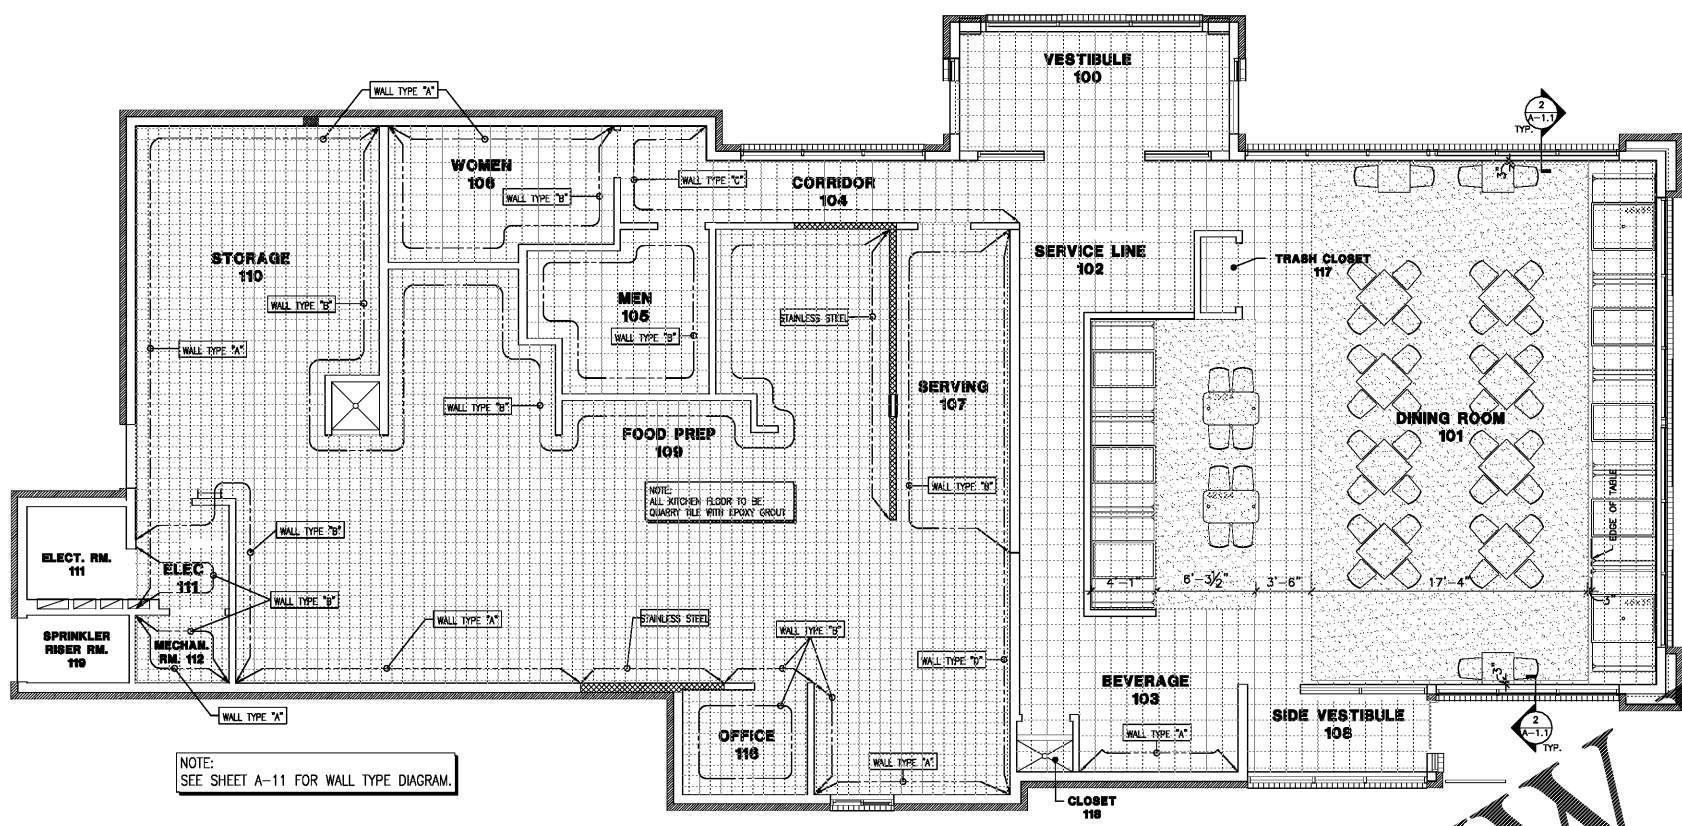 VESTIBULE
100
2
A-1.1
TYP.
WALL TYPE "A"
WOMEN
106
WALL TYPE "B"
WALL TYPE "C"
CORRIDOR
104
3"
STORAGE
110
WALL TYPE "B"
WALL TYPE "A"
MEN
105
WALL TYPE "B"
STAINLESS STEEL
SERVICE LINE
102
TRASH CLOSET
117
SERVING
107
WALL TYPE "B"
WALL TYPE "B"
FOOD PREP
109
DINING ROOM
101
NOTE:
ALL KITCHEN FLOOR TO BE
QUARRY TILE WITH EPOXY GROUT
EDGE OF TABLE
WALL TYPE "B"
ELECT. RM.
111
ELEC
111
WALL TYPE "B"
4'-1"
6'-3½"
3'-6"
17'-4"
3"
SPRINKLER
RISER RM.
119
MECHAN.
RM. 112
WALL TYPE "A"
STAINLESS STEEL
WALL TYPE "B"
WALL TYPE "D"
BEVERAGE
103
3"
WALL TYPE "A"
OFFICE
116
WALL TYPE "A"
WALL TYPE "A"
SIDE VESTIBULE
108
2
A-1.1
TYP.
NOTE:
SEE SHEET A-11 FOR WALL TYPE DIAGRAM.
CLOSET
118